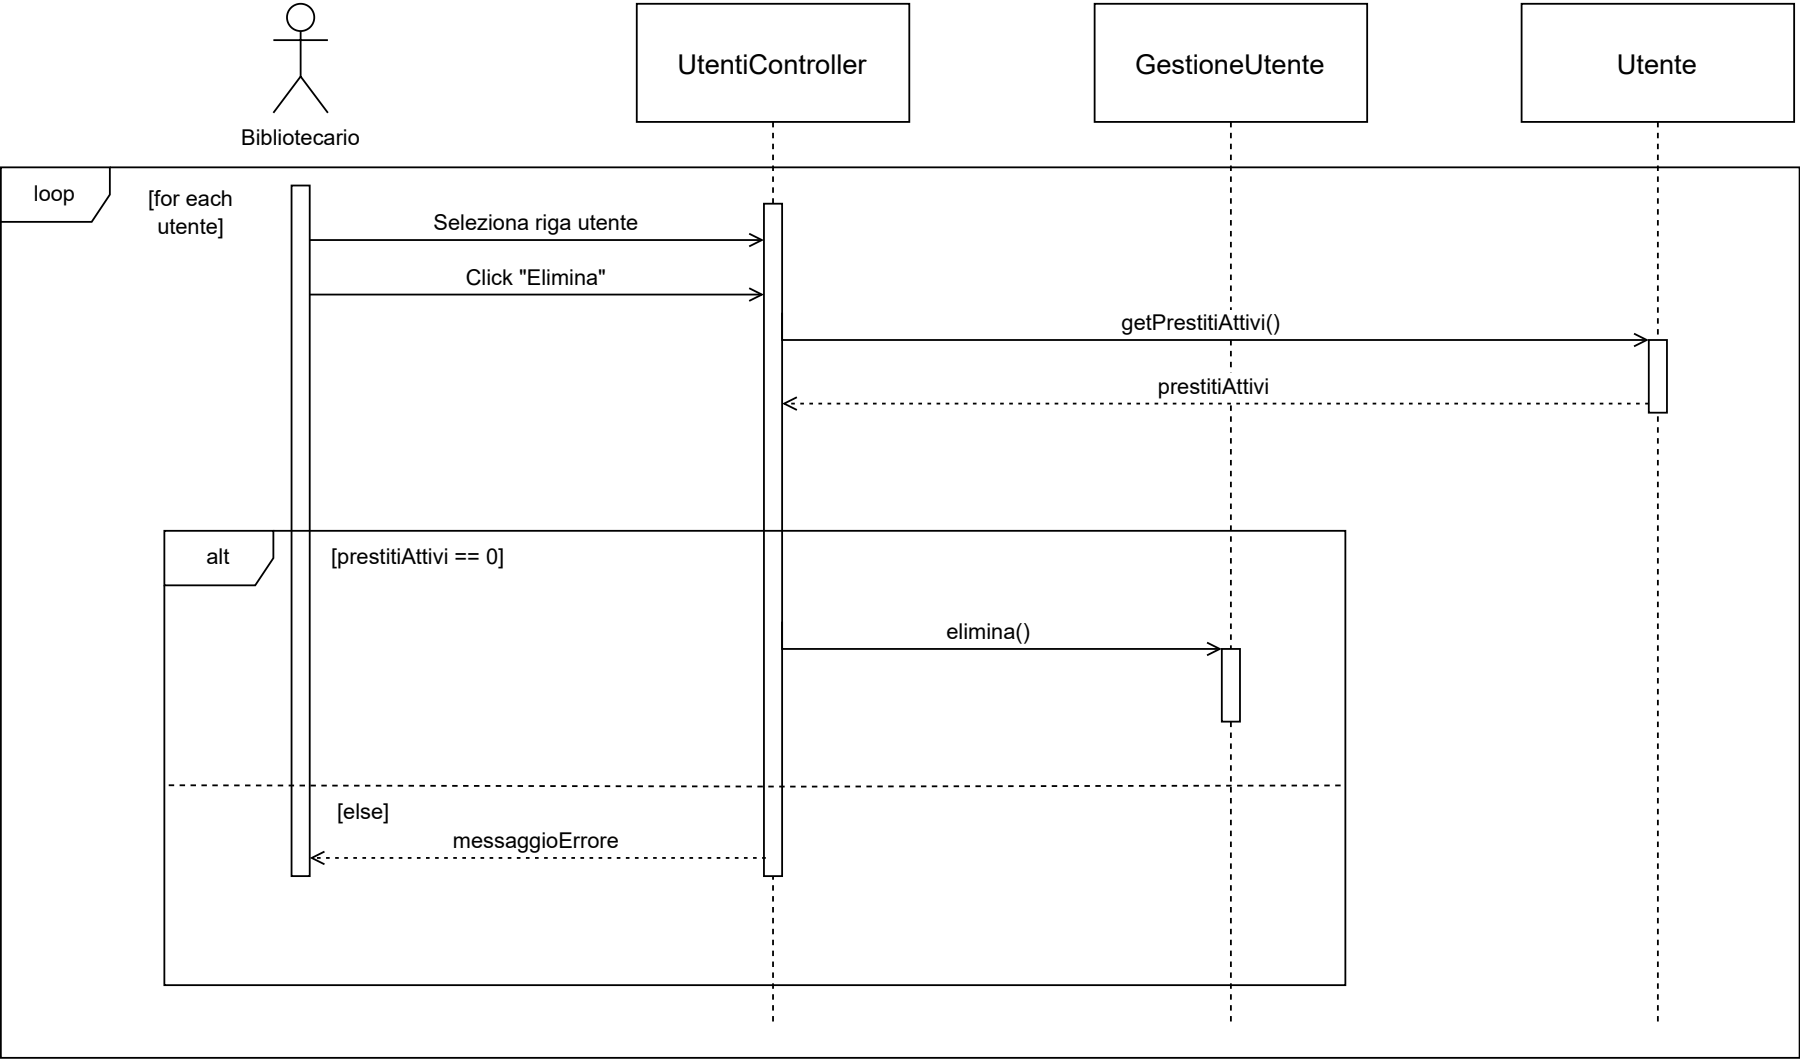 UtentiController
GestioneUtente
Utente
Bibliotecario
loop
[for each
utente]
Seleziona riga utente
Click "Elimina"
getPrestitiAttivi()
prestitiAttivi
alt
[prestitiAttivi == 0]
elimina()
[else]
messaggioErrore